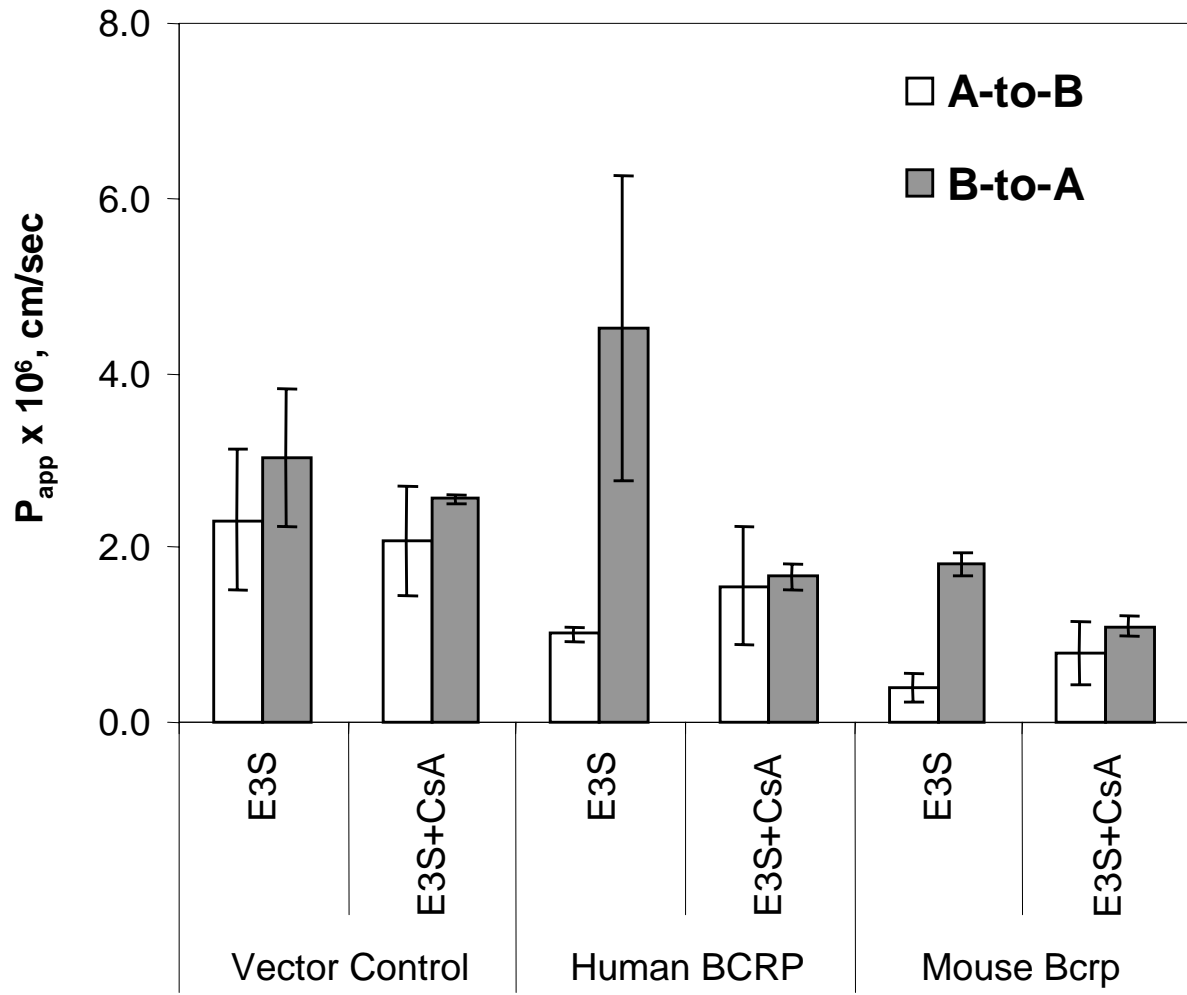 8.0
6.0
4.0
2.0
0.0
P_app x 10⁶, cm/sec
A-to-B
B-to-A
E3S
E3S+CsA
E3S
E3S+CsA
E3S
E3S+CsA
Vector Control
Human BCRP
Mouse Bcrp